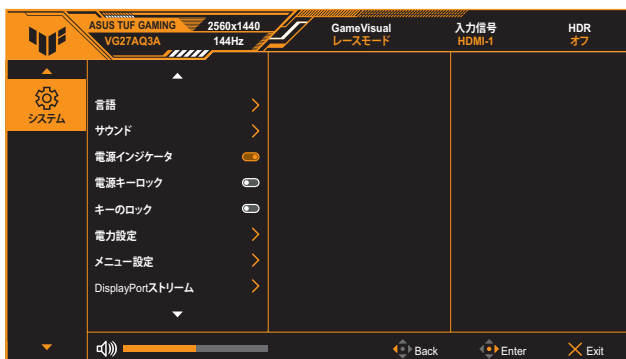 ASUS TUF GAMING
VG27AQ3A
2560x1440
144Hz
GameVisual
レースモード
入力信号
HDMI-1
HDR
オフ
システム
言語
サウンド
電源インジケータ
電源キーロック
キーのロック
電力設定
メニュー設定
DisplayPortストリーム
Back
Enter
Exit